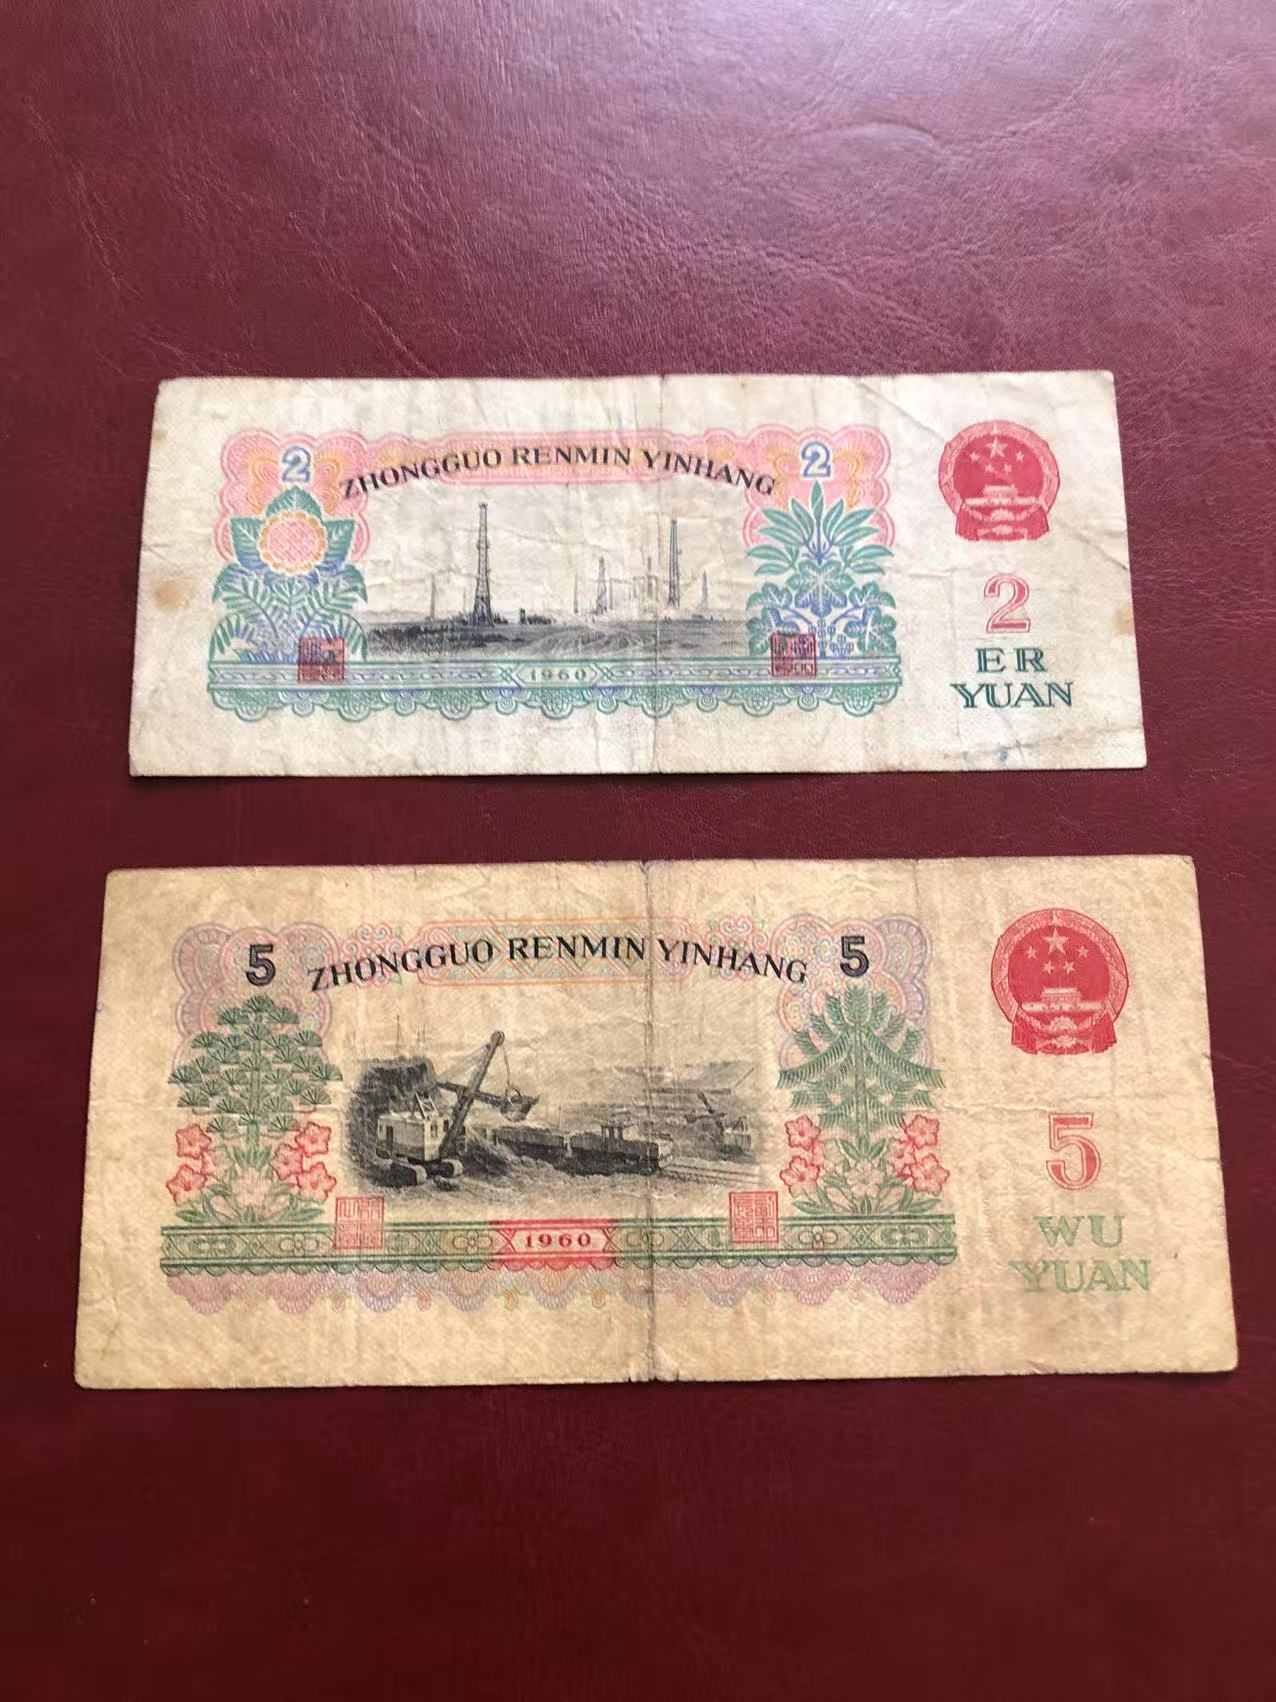 2 ZHONGGUO RENMIN YINHANG 2
1960
2
ER
YUAN
5 ZHONGGUO RENMIN YINHANG 5
1960
5
WU
YUAN